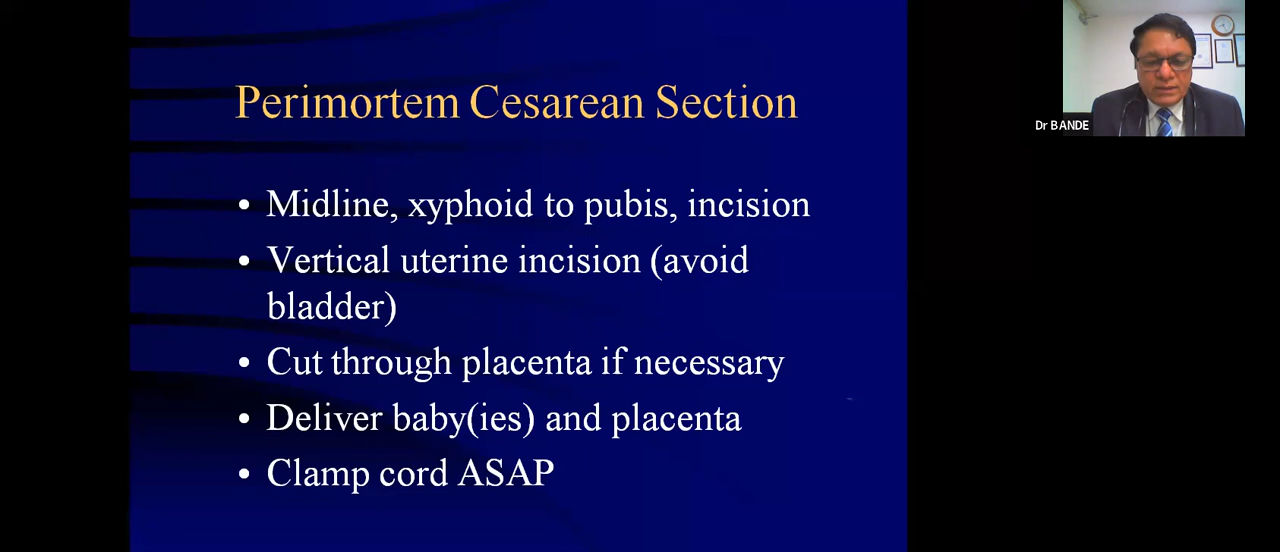 Perimortem Cesarean Section
• Midline, xyphoid to pubis, incision
• Vertical uterine incision (avoid
bladder)
• Cut through placenta if necessary
• Deliver baby(ies) and placenta
• Clamp cord ASAP
Dr BANDE